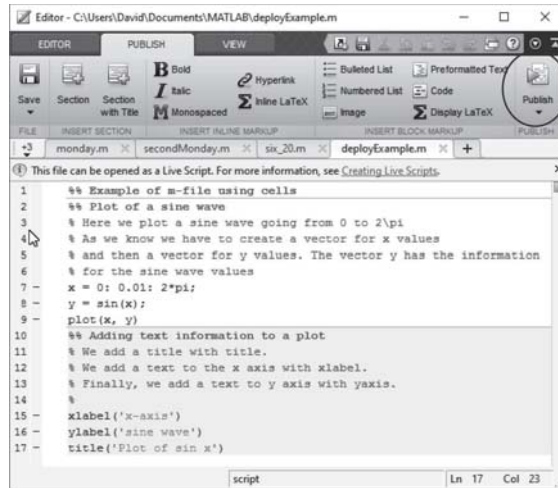 Editor - C:\Users\David\Documents\MATLAB\deployExample.m
EDITOR PUBLISH VIEW
Save
FILE
Section
Section with Title
INSERT SECTION
B Bold
I Italic
M Monospaced
Hyperlink
Σ Inline LaTeX
INSERT INLINE MARKUP
Bulleted List
Numbered List
Image
Preformatted Text
Code
Σ Display LaTeX
INSERT BLOCK MARKUP
Publish
PUBLISH
+3 monday.m × secondMonday.m × six_20.m × deployExample.m × +
This file can be opened as a Live Script. For more information, see Creating Live Scripts. ×
1 %% Example of m-file using cells
2 %% Plot of a sine wave
3 % Here we plot a sine wave going from 0 to 2\pi
4 % As we know we have to create a vector for x values
5 % and then a vector for y values. The vector y has the information
6 % for the sine wave values
7 – x = 0: 0.01: 2*pi;
8 – y = sin(x);
9 – plot(x, y)
10 %% Adding text information to a plot
11 % We add a title with title.
12 % We add a text to the x axis with xlabel.
13 % Finally, we add a text to y axis with yaxis.
14 %
15 – xlabel('x-axis')
16 – ylabel('sine wave')
17 – title('Plot of sin x')
script Ln 17 Col 23